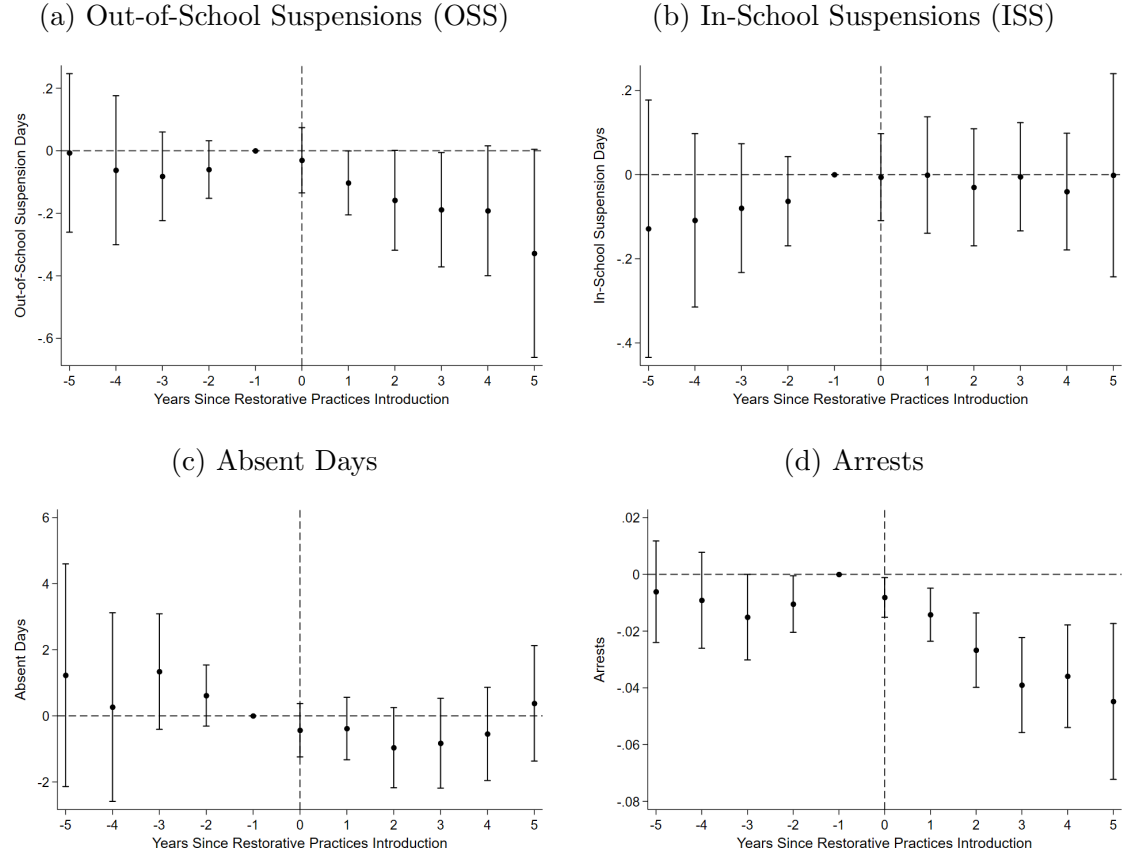 (a) Out-of-School Suspensions (OSS)
.2
0
-.2
-.4
-.6
Out-of-School Suspension Days
-5 -4 -3 -2 -1 0 1 2 3 4 5
Years Since Restorative Practices Introduction
(b) In-School Suspensions (ISS)
.2
0
-.2
-.4
In-School Suspension Days
-5 -4 -3 -2 -1 0 1 2 3 4 5
Years Since Restorative Practices Introduction
(c) Absent Days
6
4
2
0
-2
Absent Days
-5 -4 -3 -2 -1 0 1 2 3 4 5
Years Since Restorative Practices Introduction
(d) Arrests
.02
0
-.02
-.04
-.06
-.08
Arrests
-5 -4 -3 -2 -1 0 1 2 3 4 5
Years Since Restorative Practices Introduction